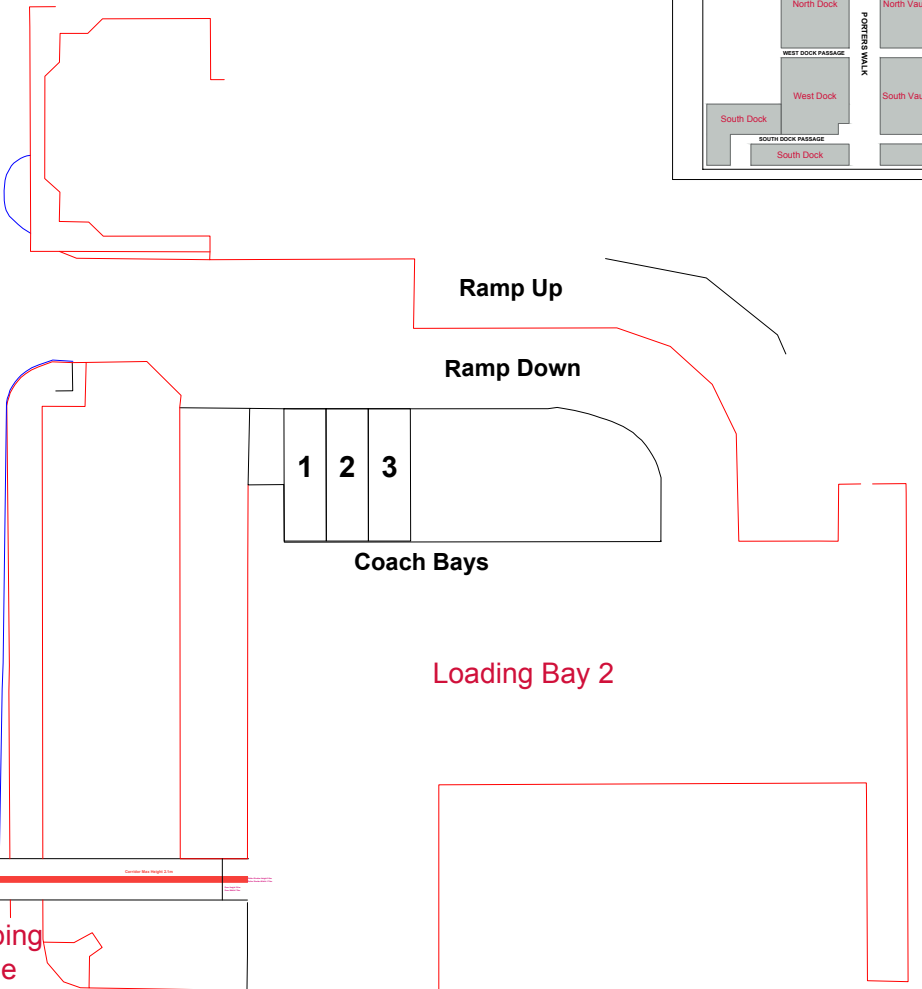 North Dock
North Vau
PORTERS WALK
WEST DOCK PASSAGE
West Dock
South Vau
South Dock
SOUTH DOCK PASSAGE
South Dock
Ramp Up
Ramp Down
1
2
3
Coach Bays
Loading Bay 2
Corridor Max Height 2.1m
ping
e